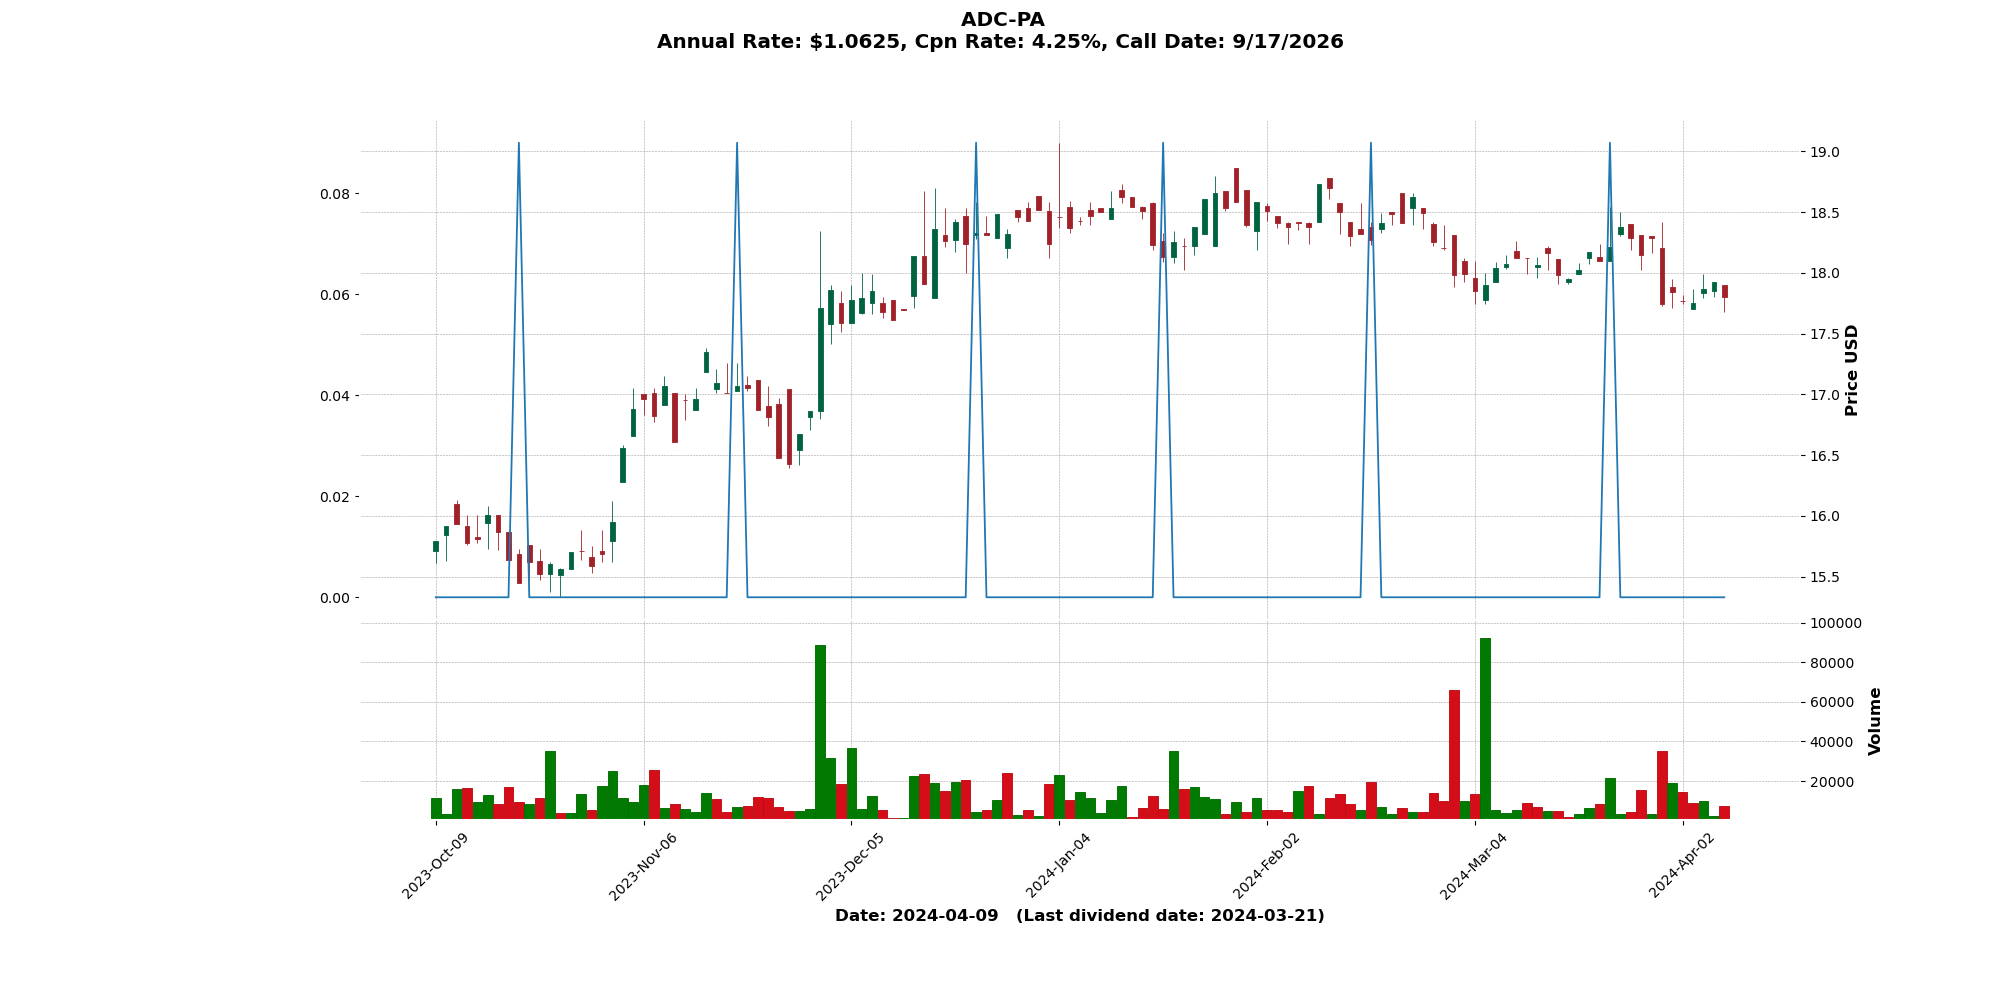 ADC-PA
Annual Rate: $1.0625, Cpn Rate: 4.25%, Call Date: 9/17/2026
0.08
0.06
0.04
0.02
0.00
19.0
18.5
18.0
17.5
17.0
16.5
16.0
15.5
Price USD
100000
80000
60000
40000
20000
Volume
2023-Oct-09
2023-Nov-06
2023-Dec-05
2024-Jan-04
2024-Feb-02
2024-Mar-04
2024-Apr-02
Date: 2024-04-09   (Last dividend date: 2024-03-21)